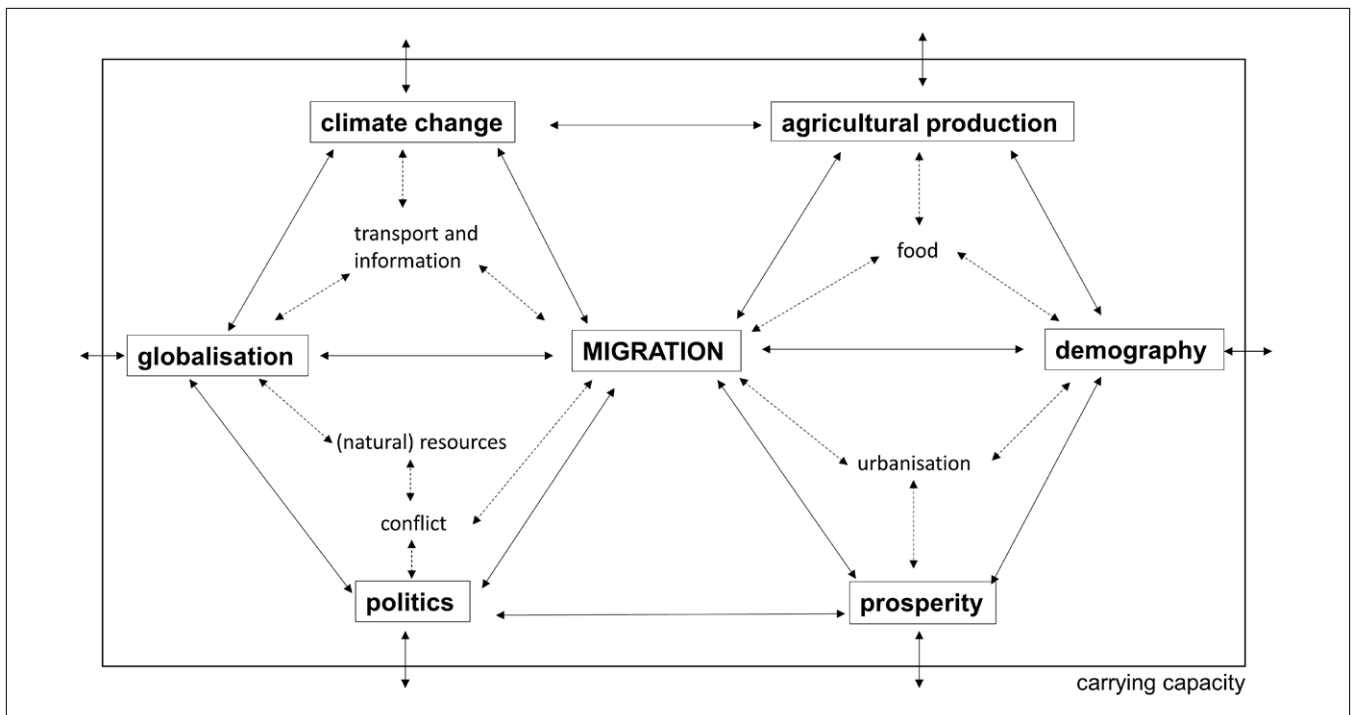 climate change
agricultural production
transport and
information
food
globalisation
MIGRATION
demography
(natural) resources
urbanisation
conflict
politics
prosperity
carrying capacity